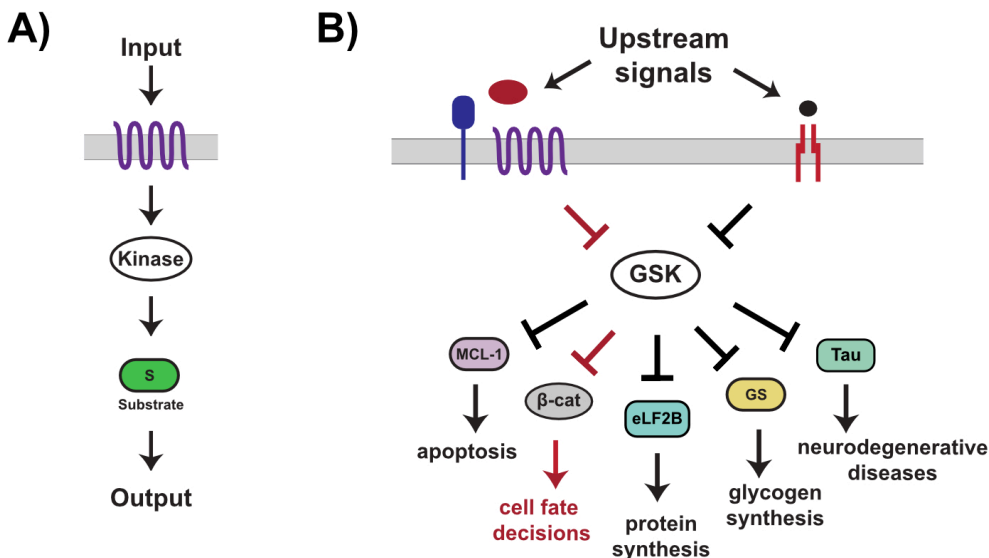 A)
Input
Kinase
S
Substrate
Output
B)
Upstream
signals
GSK
MCL-1
apoptosis
β-cat
cell fate
decisions
eLF2B
protein
synthesis
GS
glycogen
synthesis
Tau
neurodegenerative
diseases